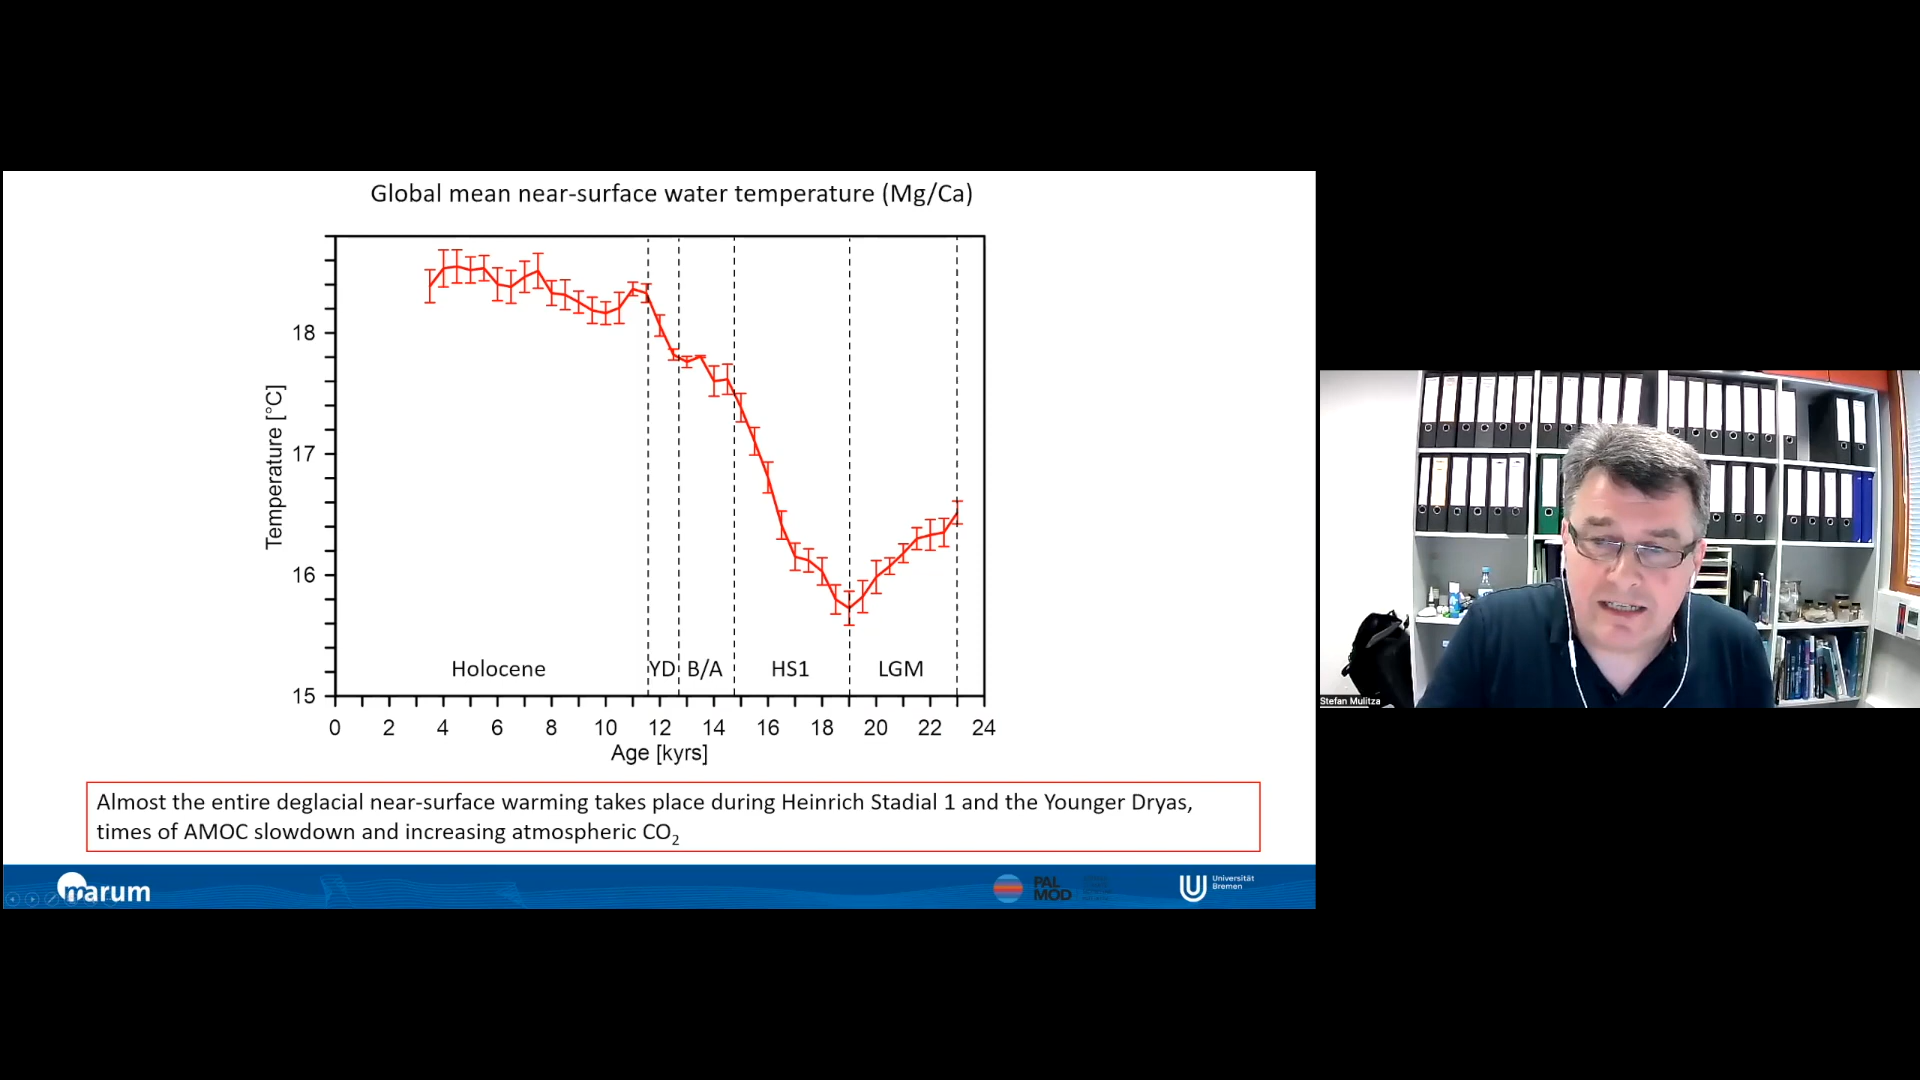 Global mean near-surface water temperature (Mg/Ca)
Temperature [°C]
18
17
16
15
Holocene
YD
B/A
HS1
LGM
0 2 4 6 8 10 12 14 16 18 20 22 24
Age [kyrs]
Almost the entire deglacial near-surface warming takes place during Heinrich Stadial 1 and the Younger Dryas,
times of AMOC slowdown and increasing atmospheric CO₂
marum
PAL
MOD
Universität
Bremen
Stefan Mulitza